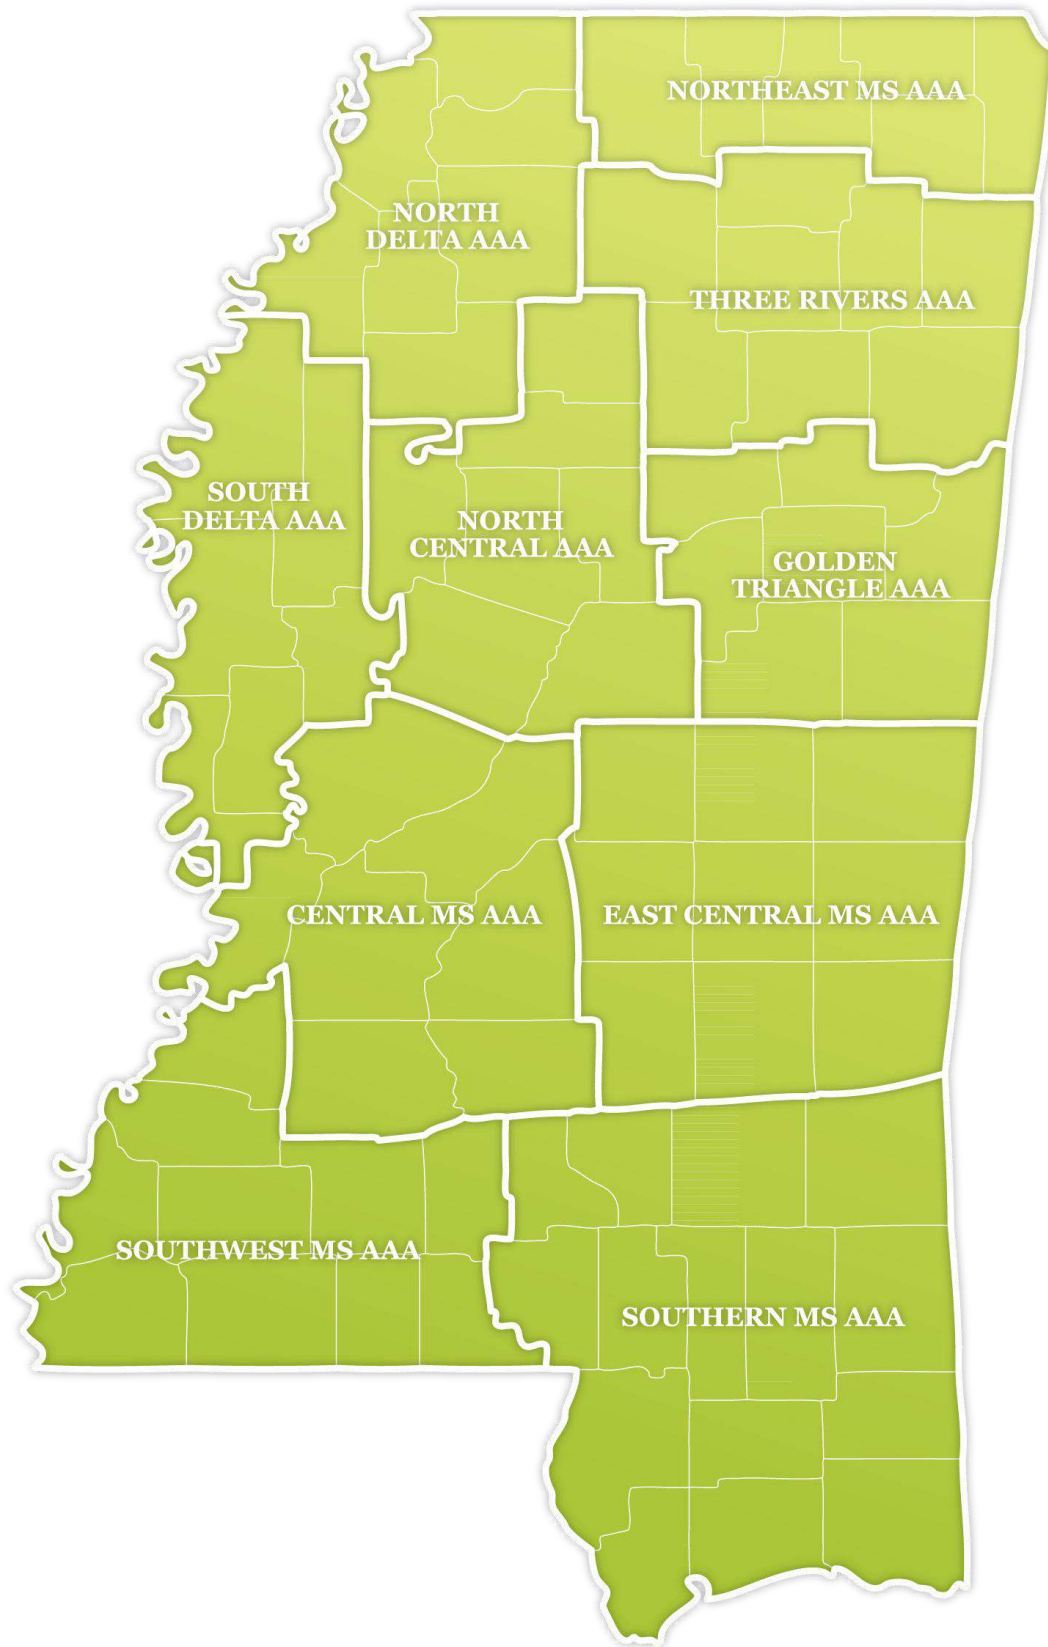 NORTHEAST MS AAA
NORTH
DELTA AAA
THREE RIVERS AAA
SOUTH
DELTA AAA
NORTH
CENTRAL AAA
GOLDEN
TRIANGLE AAA
CENTRAL MS AAA
EAST CENTRAL MS AAA
SOUTHWEST MS AAA
SOUTHERN MS AAA